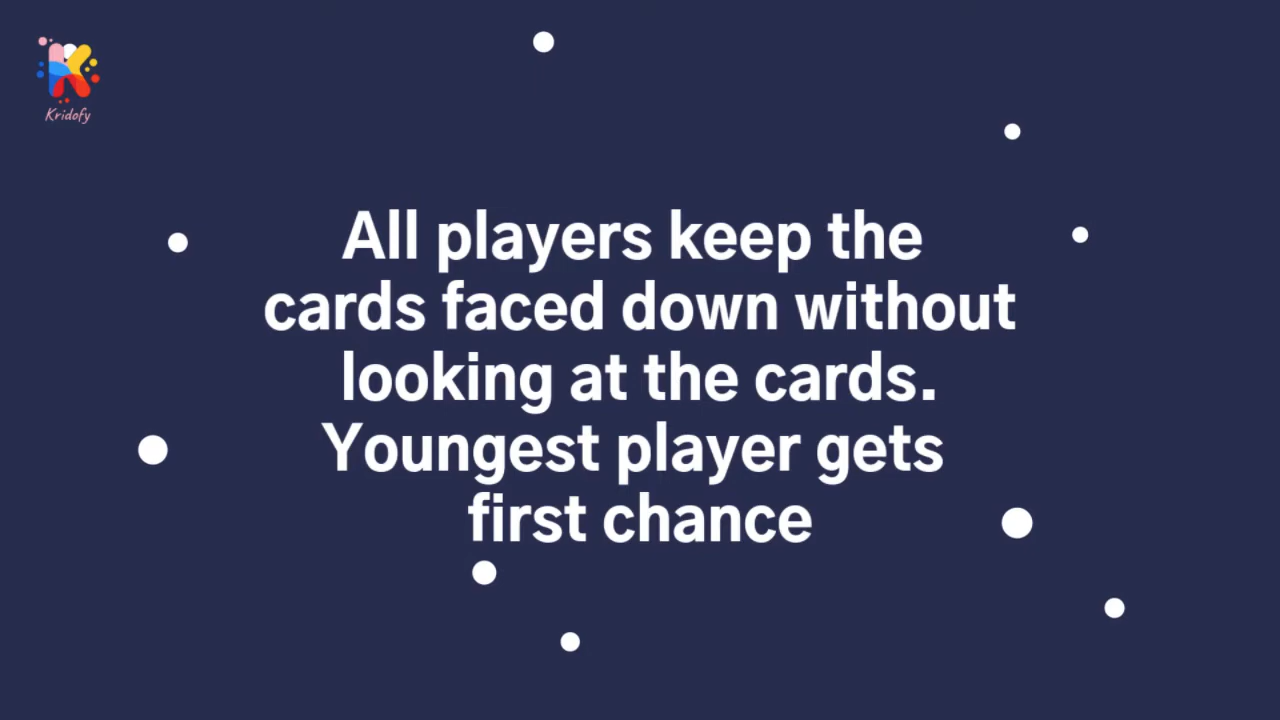 Kridofy
All players keep the
cards faced down without
looking at the cards.
Youngest player gets
first chance